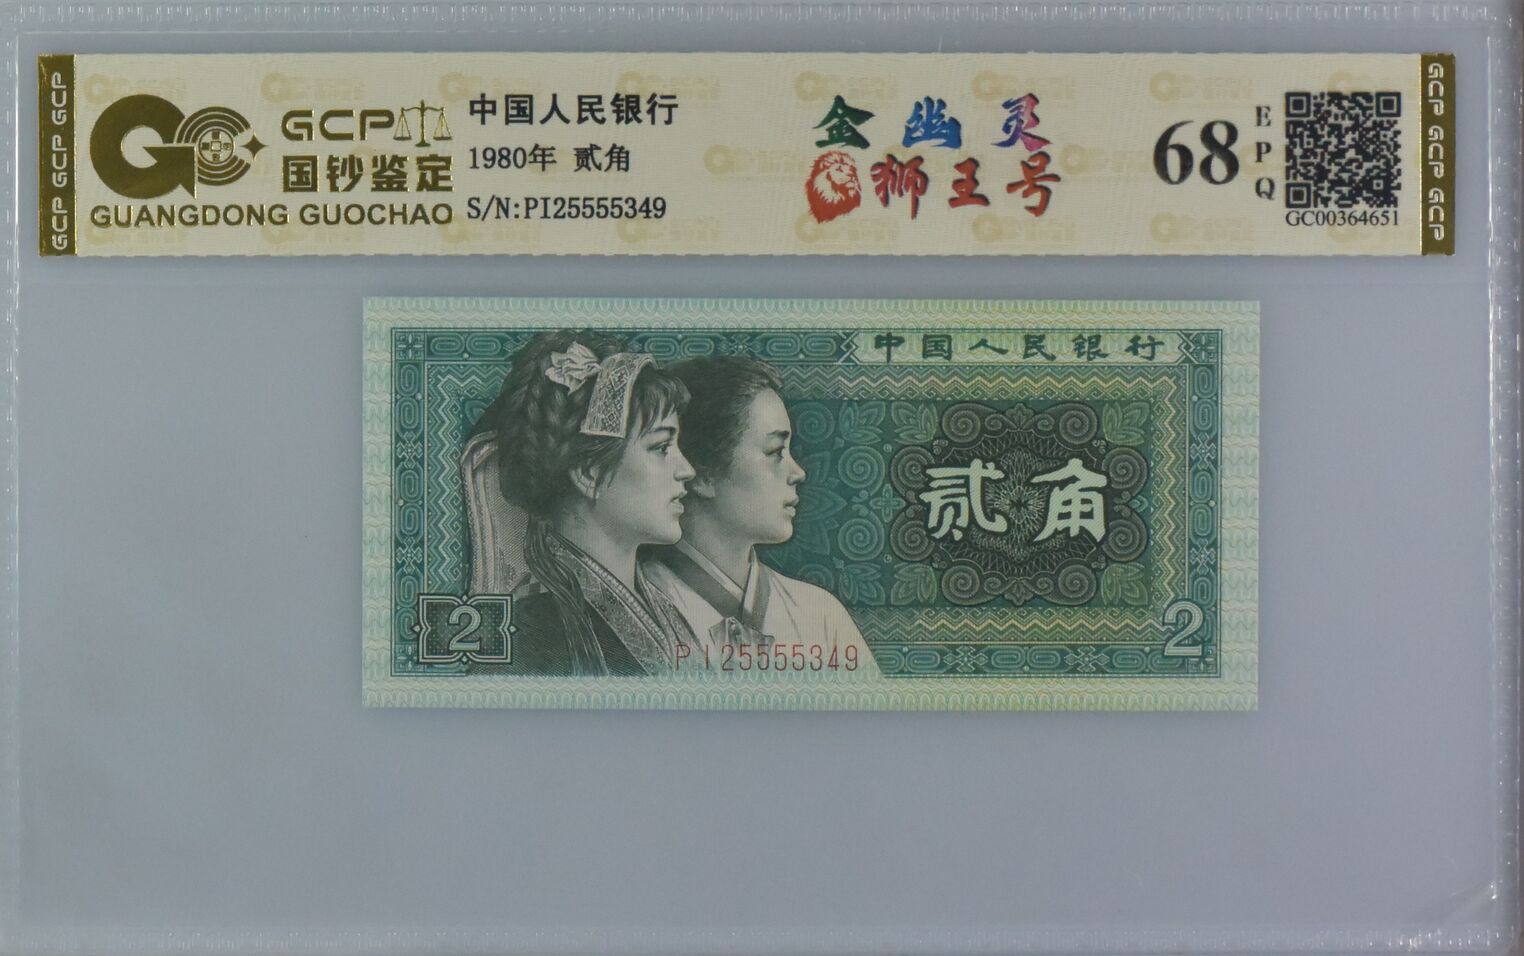 GCP GCP GCP
GCP
国钞鉴定
GUANGDONG GUOCHAO
中国人民银行
1980年 贰角
S/N:PI25555349
金幽灵
狮王号
68
EPQ
GC00364651
GCP GCP GCP
中国人民银行
贰角
2
2
PI25555349